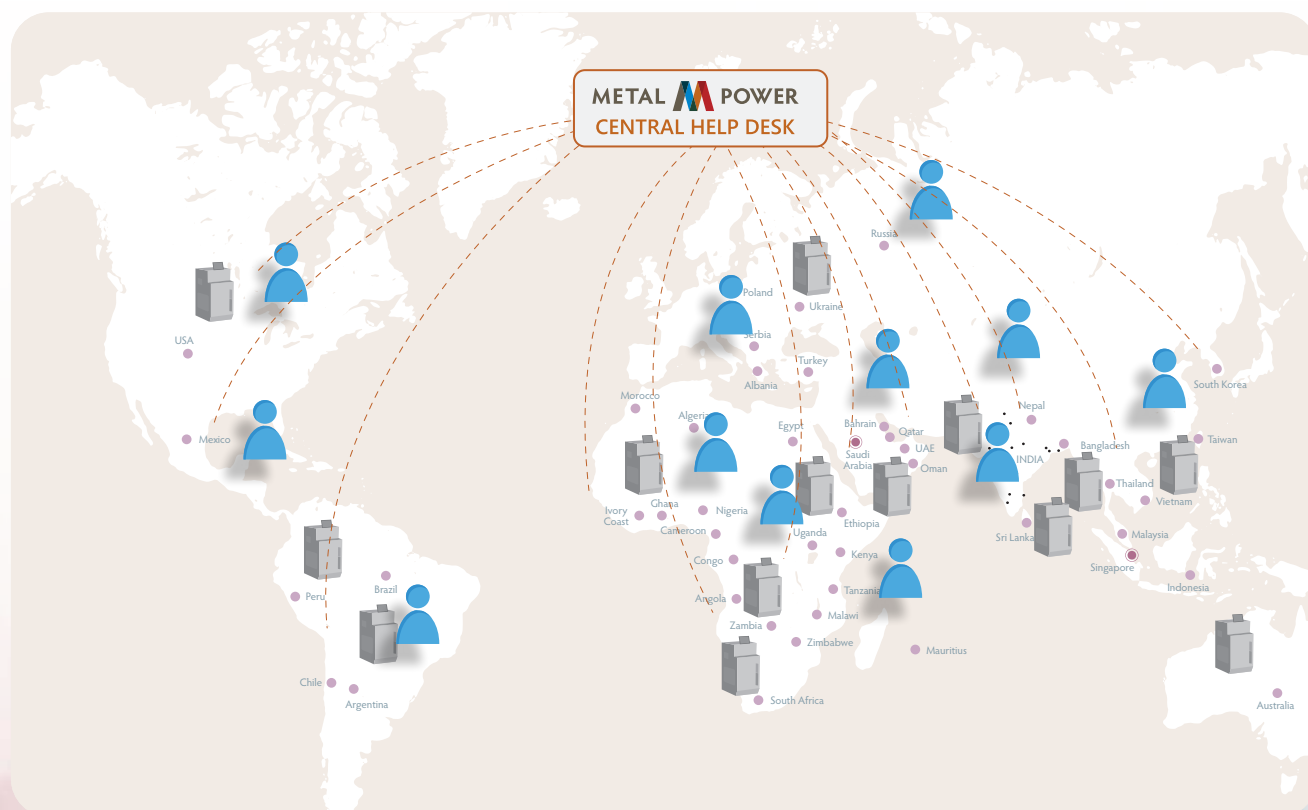 METAL POWER
CENTRAL HELP DESK
Russia
Poland
Ukraine
Serbia
USA
Turkey
Albania
South Korea
Morocco
Algeria
Egypt
Bahrain
Qatar
Nepal
Mexico
Saudi
Arabia
UAE
Oman
INDIA
Bangladesh
Taiwan
Thailand
Vietnam
Ivory
Coast
Ghana
Nigeria
Cameroon
Ethiopia
Uganda
Sri Lanka
Malaysia
Congo
Kenya
Singapore
Brazil
Peru
Angola
Tanzania
Indonesia
Malawi
Zambia
Zimbabwe
Mauritius
Chile
Argentina
South Africa
Australia